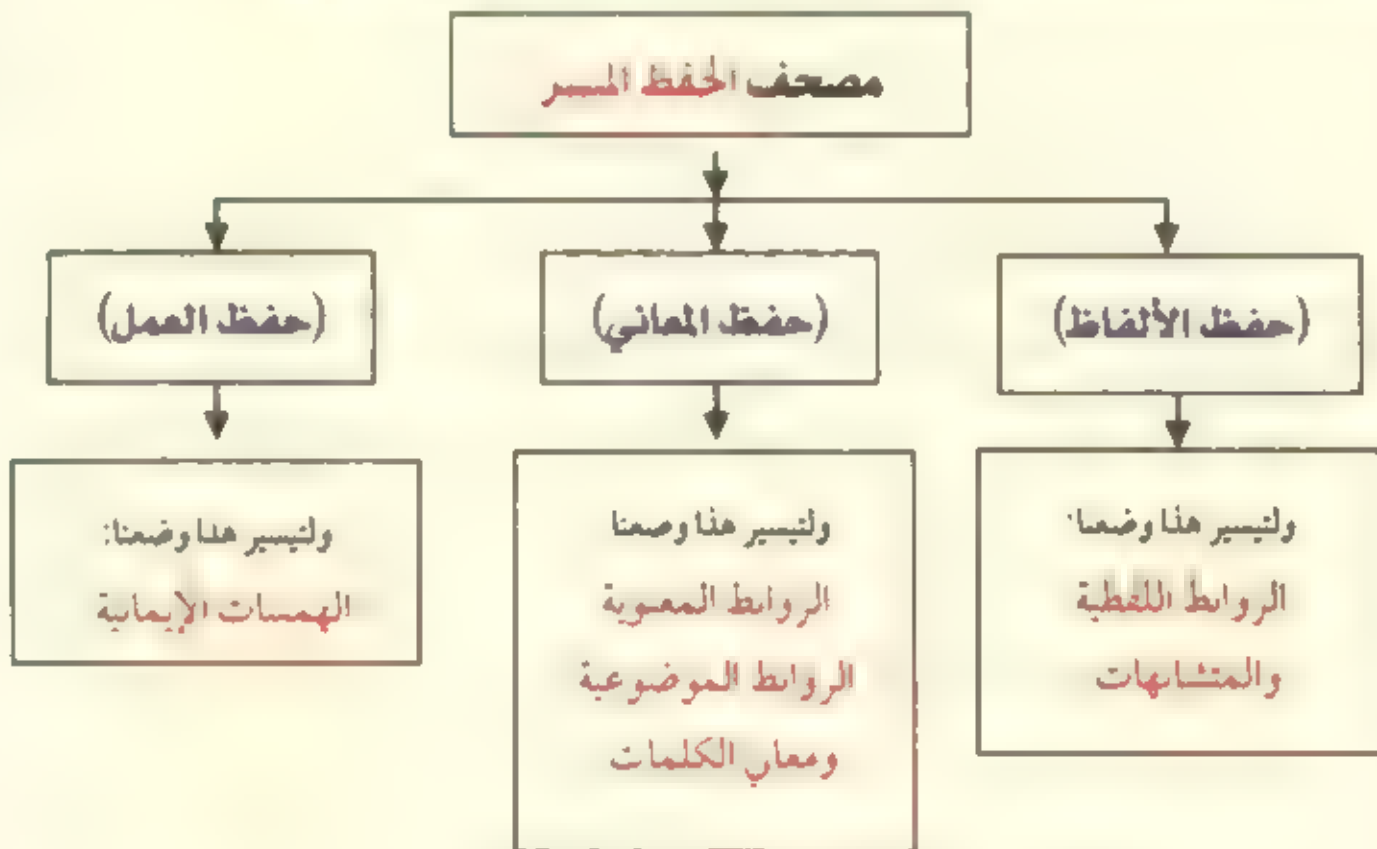 مصحف الحفظ الميسر
(حفظ الألفاظ)
(حفظ المعاني)
(حفظ العمل)
ولتيسير هذا وضعنا:
الروابط اللفظية
والمتشابهات
ولتيسير هذا وضعنا
الروابط المعنوية
الروابط الموضوعية
ومعاني الكلمات
ولتيسير هذا وضعنا:
الهمسات الإيمانية